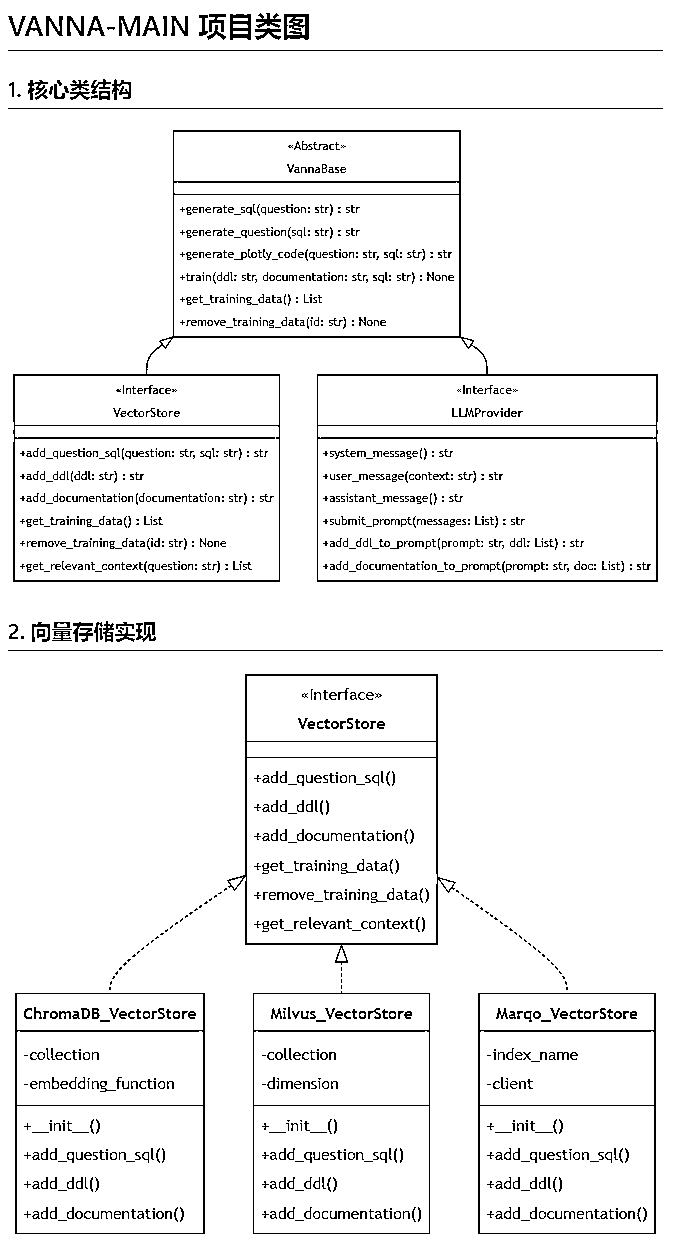 VANNA-MAIN 项目类图
1. 核心类结构
«Abstract»
VannaBase
+generate_sql(question: str) : str
+generate_question(sql: str) : str
+generate_plotly_code(question: str, sql: str) : str
+train(ddl: str, documentation: str, sql: str) : None
+get_training_data() : List
+remove_training_data(id: str) : None
«Interface»
VectorStore
+add_question_sql(question: str, sql: str) : str
+add_ddl(ddl: str) : str
+add_documentation(documentation: str) : str
+get_training_data() : List
+remove_training_data(id: str) : None
+get_relevant_context(question: str) : List
«Interface»
LLMProvider
+system_message() : str
+user_message(context: str) : str
+assistant_message() : str
+submit_prompt(messages: List) : str
+add_ddl_to_prompt(prompt: str, ddl: List) : str
+add_documentation_to_prompt(prompt: str, doc: List) : str
2. 向量存储实现
«Interface»
VectorStore
+add_question_sql()
+add_ddl()
+add_documentation()
+get_training_data()
+remove_training_data()
+get_relevant_context()
ChromaDB_VectorStore
-collection
-embedding_function
+__init__()
+add_question_sql()
+add_ddl()
+add_documentation()
Milvus_VectorStore
-collection
-dimension
+__init__()
+add_question_sql()
+add_ddl()
+add_documentation()
Marqo_VectorStore
-index_name
-client
+__init__()
+add_question_sql()
+add_ddl()
+add_documentation()